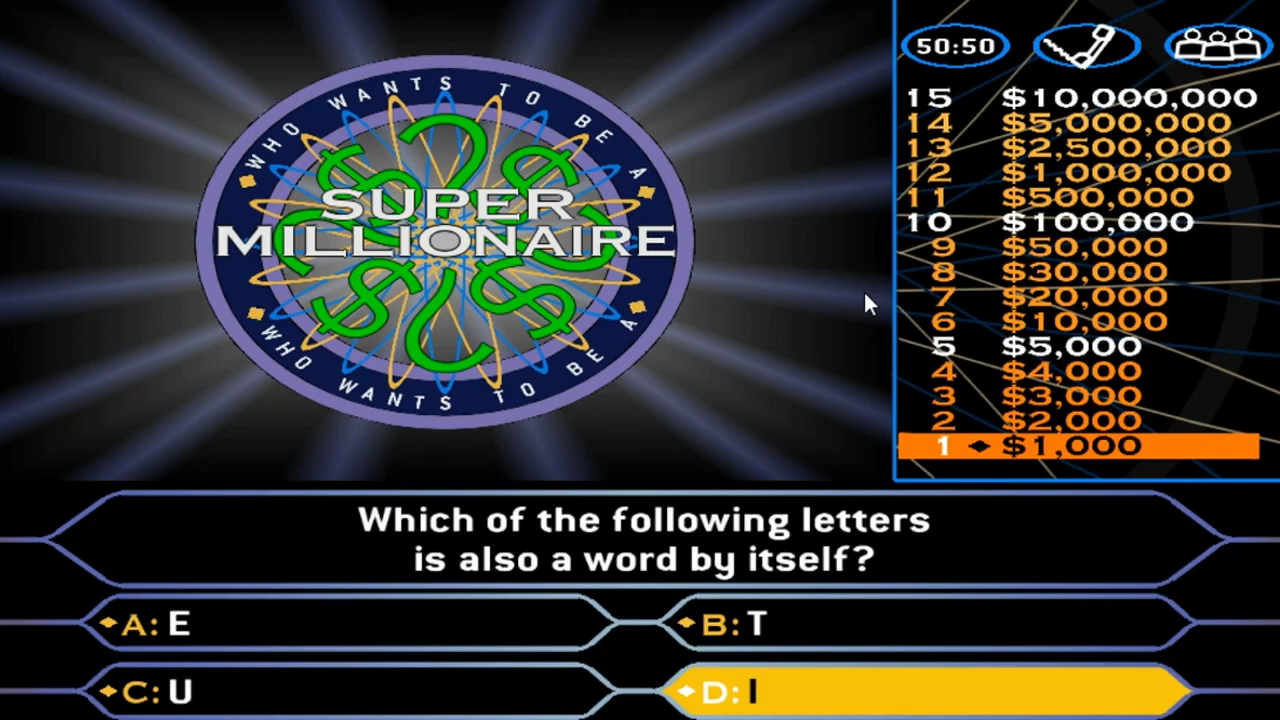 WHO WANTS TO BE A
SUPER
MILLIONAIRE
WHO WANTS TO BE A
50:50
15 $10,000,000
14 $5,000,000
13 $2,500,000
12 $1,000,000
11 $500,000
10 $100,000
9 $50,000
8 $30,000
7 $20,000
6 $10,000
5 $5,000
4 $4,000
3 $3,000
2 $2,000
1 $1,000
Which of the following letters
is also a word by itself?
A: E
B: T
C: U
D: I